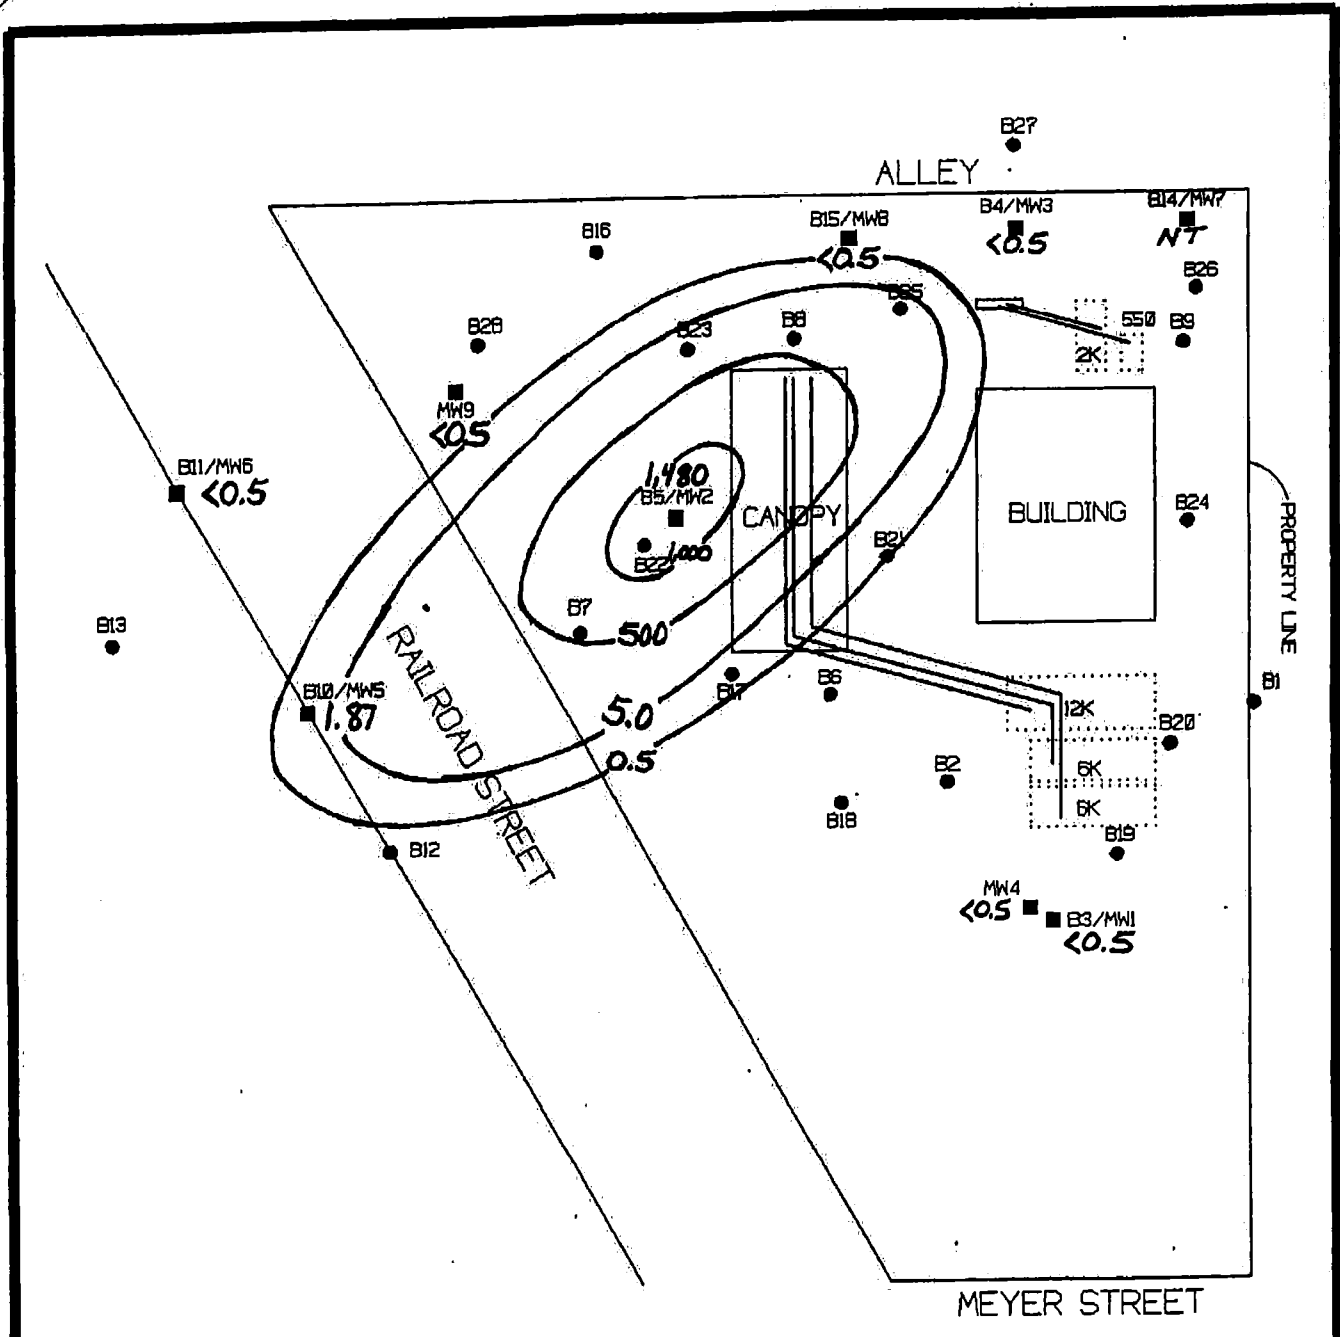 B27
ALLEY
B14/MW7
NT
B4/MW3
<0.5
B15/MW8
<0.5
B16
B26
B25
550
B9
B28
B23
B8
2K
MW9
<0.5
B11/MW6
<0.5
1,480
B5/MW2
CANOPY
BUILDING
B24
PROPERTY LINE
1,000
B22
B21
B7
500
B13
RAILROAD STREET
B10/MW5
1.87
B17
B6
B1
12K
5.0
B20
0.5
B2
6K
6K
B18
B19
B12
MW4
<0.5
B3/MW1
<0.5
MEYER STREET